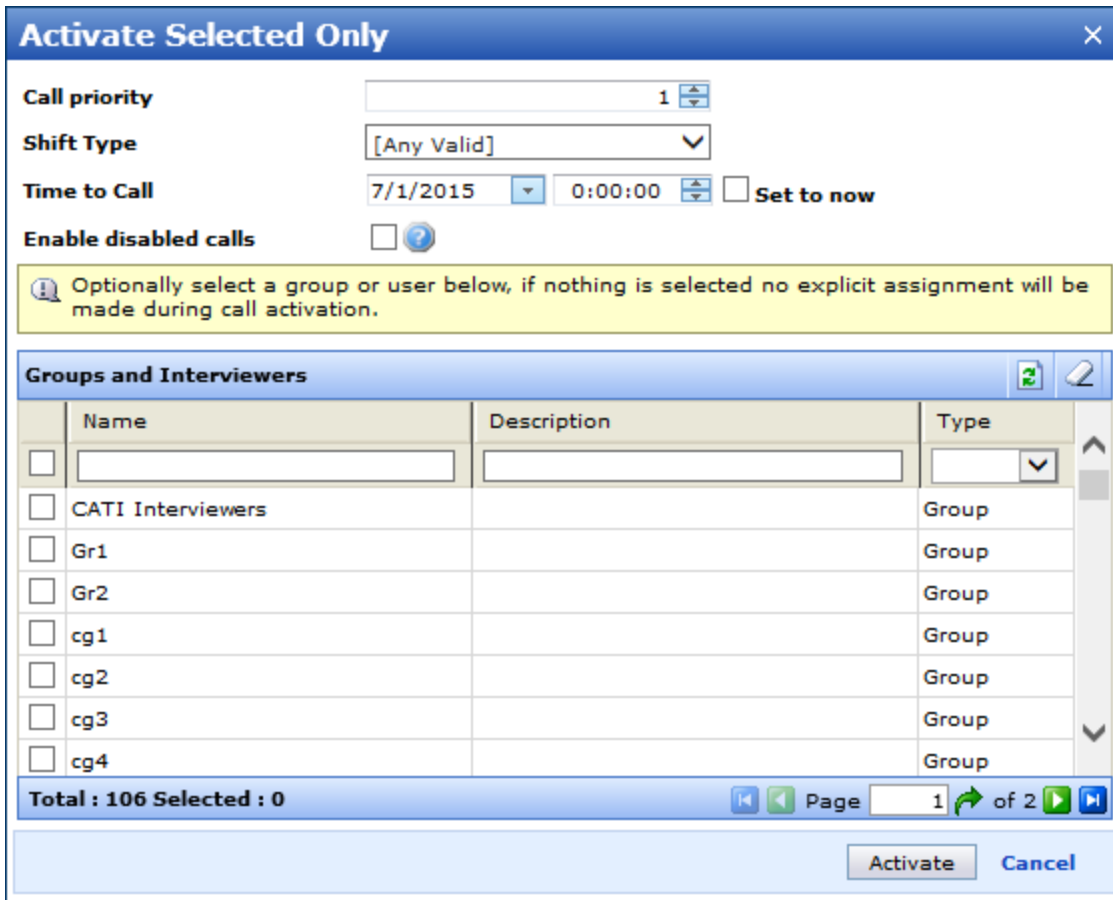 Activate Selected Only
Call priority 1
Shift Type [Any Valid]
Time to Call 7/1/2015 0:00:00 Set to now
Enable disabled calls
Optionally select a group or user below, if nothing is selected no explicit assignment will be
made during call activation.
Groups and Interviewers
Name Description Type
CATI Interviewers Group
Gr1 Group
Gr2 Group
cg1 Group
cg2 Group
cg3 Group
cg4 Group
Total : 106 Selected : 0 Page 1 of 2
Activate Cancel